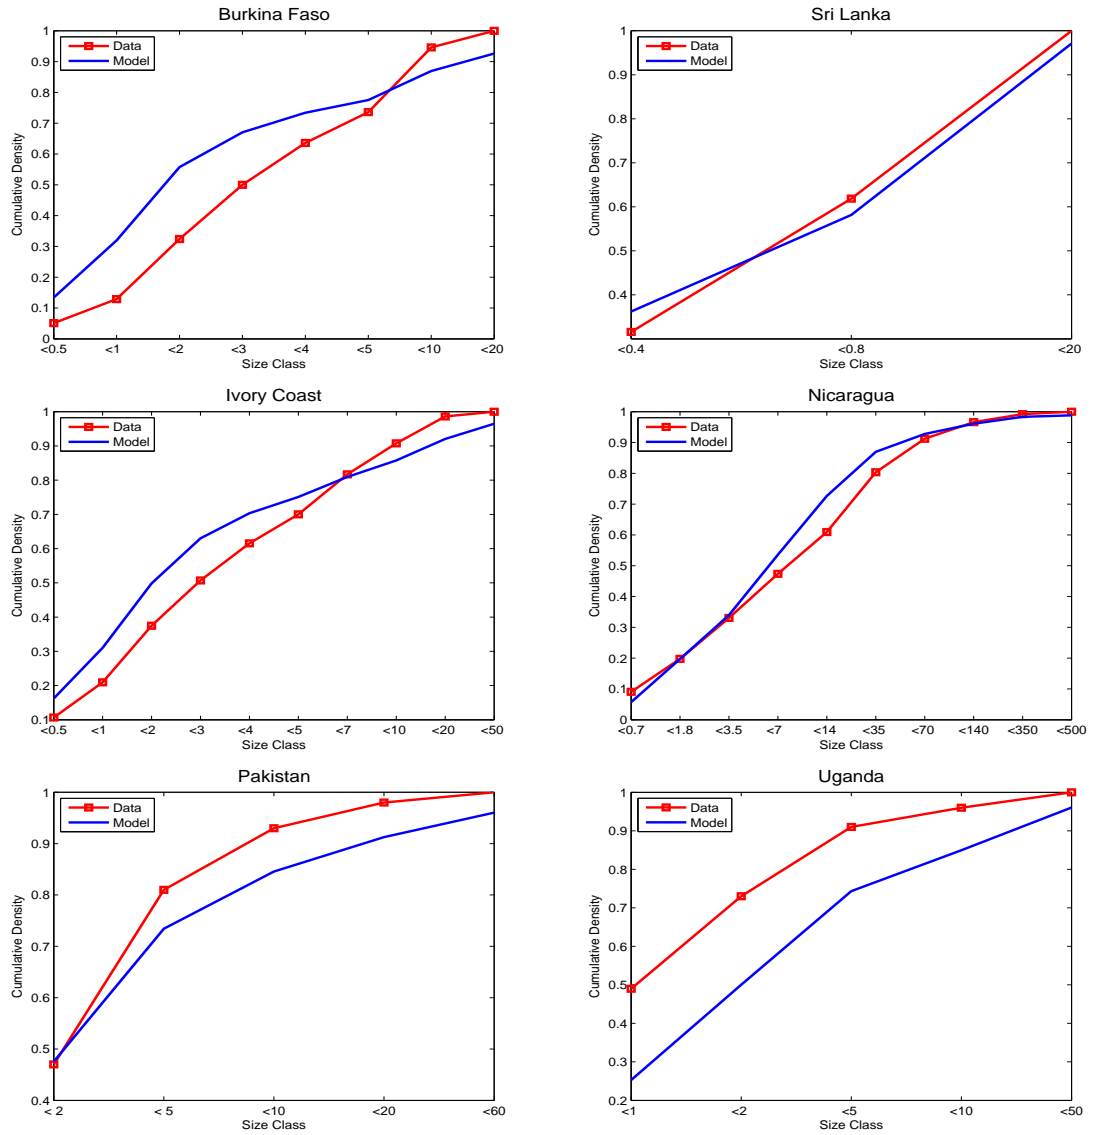 Burkina Faso
Data
Model
Cumulative Density
1
0.9
0.8
0.7
0.6
0.5
0.4
0.3
0.2
0.1
0
<0.5 <1 <2 <3 <4 <5 <10 <20
Size Class
Sri Lanka
Data
Model
Cumulative Density
1
0.9
0.8
0.7
0.6
0.5
0.4
<0.4 <0.8 <20
Size Class
Ivory Coast
Data
Model
Cumulative Density
1
0.9
0.8
0.7
0.6
0.5
0.4
0.3
0.2
0.1
<0.5 <1 <2 <3 <4 <5 <7 <10 <20 <50
Size Class
Nicaragua
Data
Model
Cumulative Density
1
0.9
0.8
0.7
0.6
0.5
0.4
0.3
0.2
0.1
0
<0.7 <1.8 <3.5 <7 <14 <35 <70 <140 <350 <500
Size Class
Pakistan
Data
Model
Cumulative Density
1
0.9
0.8
0.7
0.6
0.5
0.4
< 2 < 5 <10 <20 <60
Size Class
Uganda
Data
Model
Cumulative Density
1
0.9
0.8
0.7
0.6
0.5
0.4
0.3
0.2
<1 <2 <5 <10 <50
Size Class